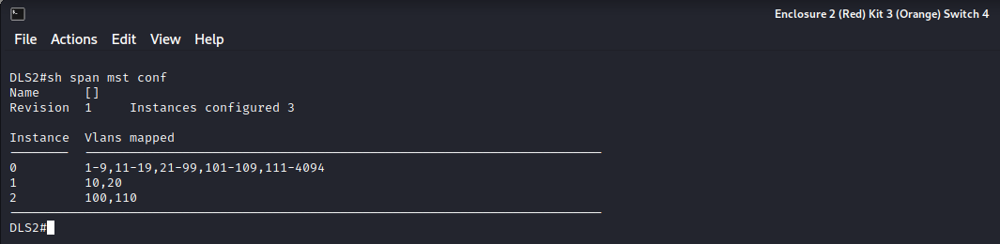 Enclosure 2 (Red) Kit 3 (Orange) Switch 4
File Actions Edit View Help
DLS2#sh span mst conf
Name      []
Revision  1     Instances configured 3
Instance  Vlans mapped
--------  ---------------------------------------------------------------------
0         1-9,11-19,21-99,101-109,111-4094
1         10,20
2         100,110
-------------------------------------------------------------------------------
DLS2#